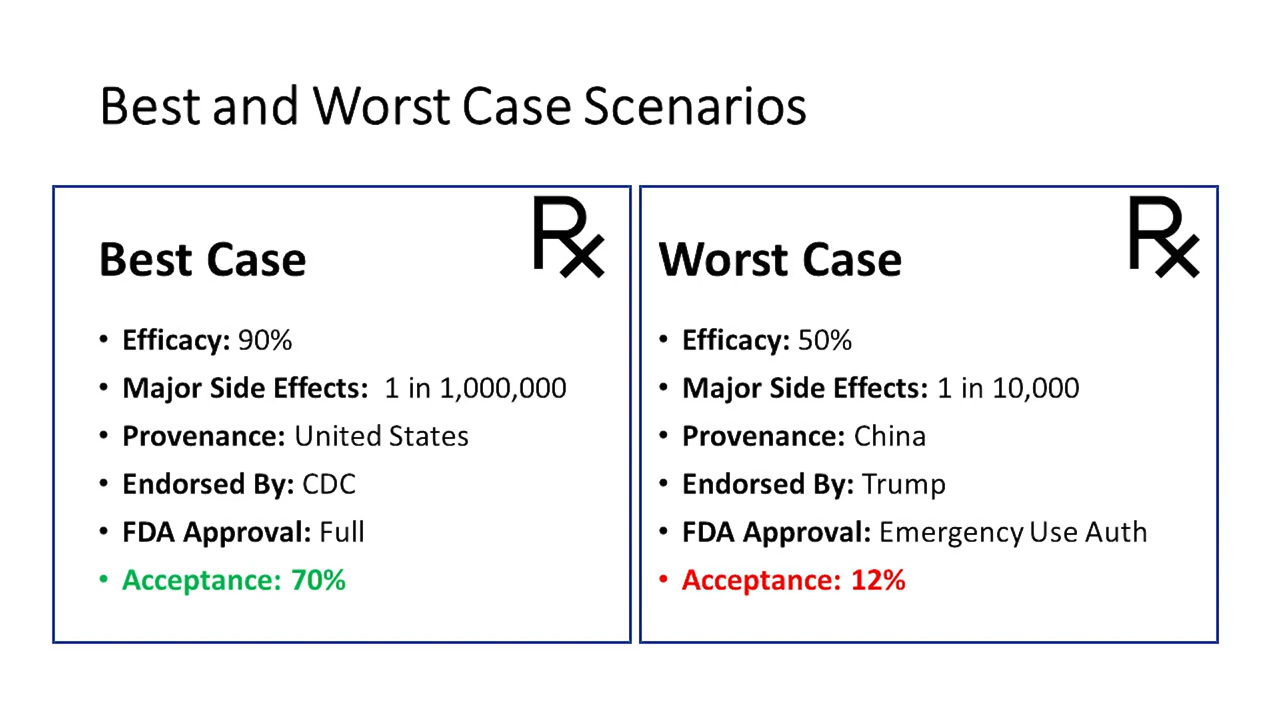 Best and Worst Case Scenarios
Best Case
• Efficacy: 90%
• Major Side Effects: 1 in 1,000,000
• Provenance: United States
• Endorsed By: CDC
• FDA Approval: Full
• Acceptance: 70%
Worst Case
• Efficacy: 50%
• Major Side Effects: 1 in 10,000
• Provenance: China
• Endorsed By: Trump
• FDA Approval: Emergency Use Auth
• Acceptance: 12%